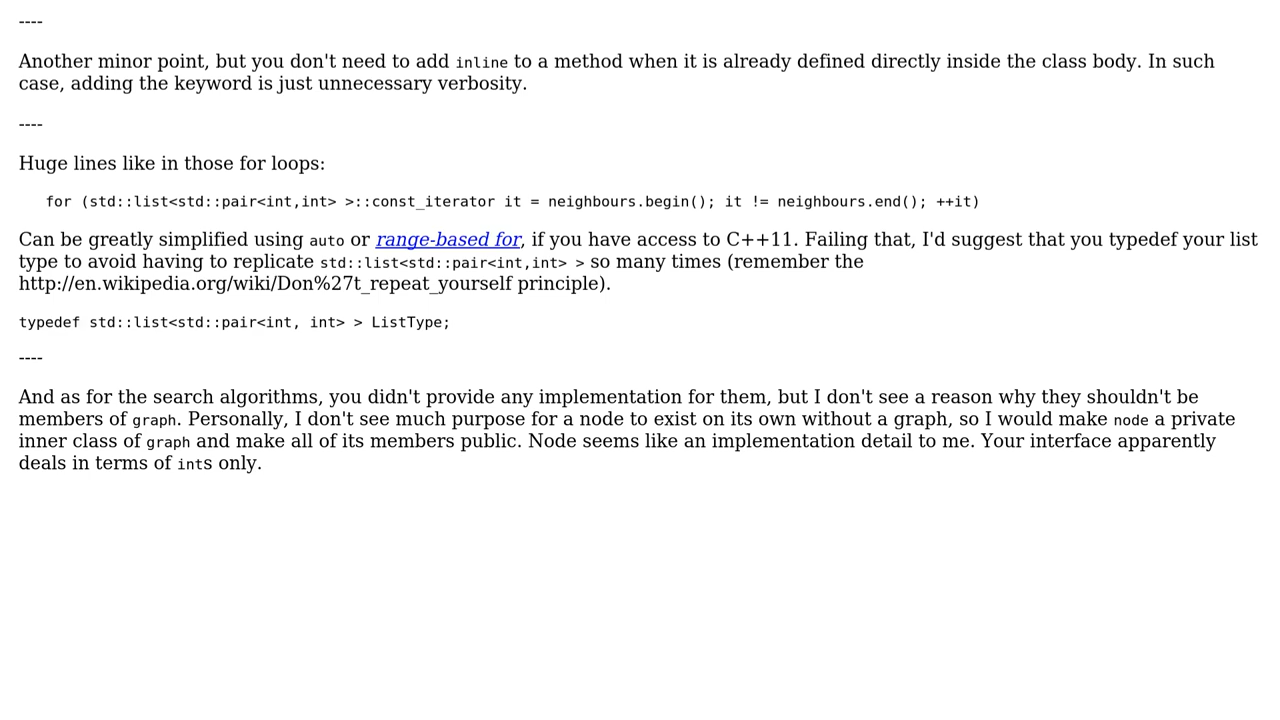 ----
Another minor point, but you don't need to add inline to a method when it is already defined directly inside the class body. In such
case, adding the keyword is just unnecessary verbosity.
----
Huge lines like in those for loops:
for (std::list<std::pair<int,int> >::const_iterator it = neighbours.begin(); it != neighbours.end(); ++it)
Can be greatly simplified using auto or range-based for, if you have access to C++11. Failing that, I'd suggest that you typedef your list
type to avoid having to replicate std::list<std::pair<int,int> > so many times (remember the
http://en.wikipedia.org/wiki/Don%27t_repeat_yourself principle).
typedef std::list<std::pair<int, int> > ListType;
----
And as for the search algorithms, you didn't provide any implementation for them, but I don't see a reason why they shouldn't be
members of graph. Personally, I don't see much purpose for a node to exist on its own without a graph, so I would make node a private
inner class of graph and make all of its members public. Node seems like an implementation detail to me. Your interface apparently
deals in terms of ints only.